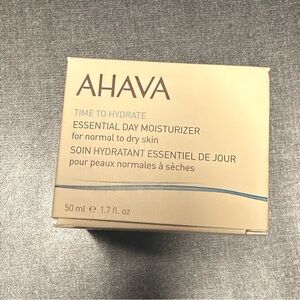 AHAVA
TIME TO HYDRATE
ESSENTIAL DAY MOISTURIZER
for normal to dry skin
SOIN HYDRATANT ESSENTIEL DE JOUR
pour peaux normales à sèches
50 ml ℮ 1.7 fl. oz